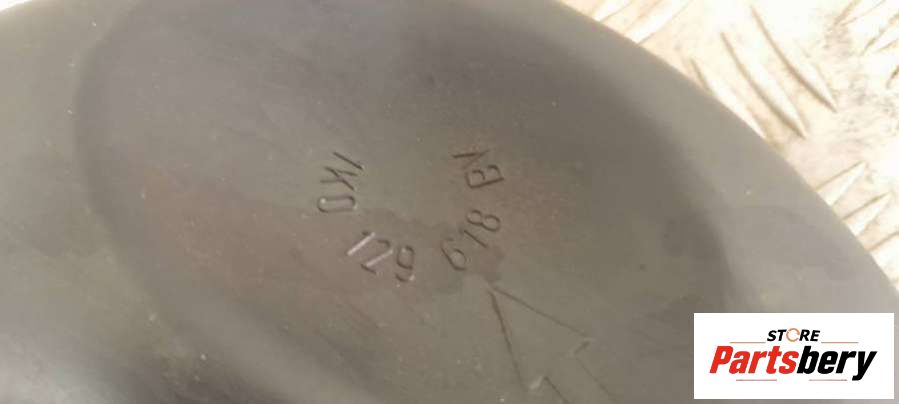 1K0
129
618
BN
STORE
Partsbery